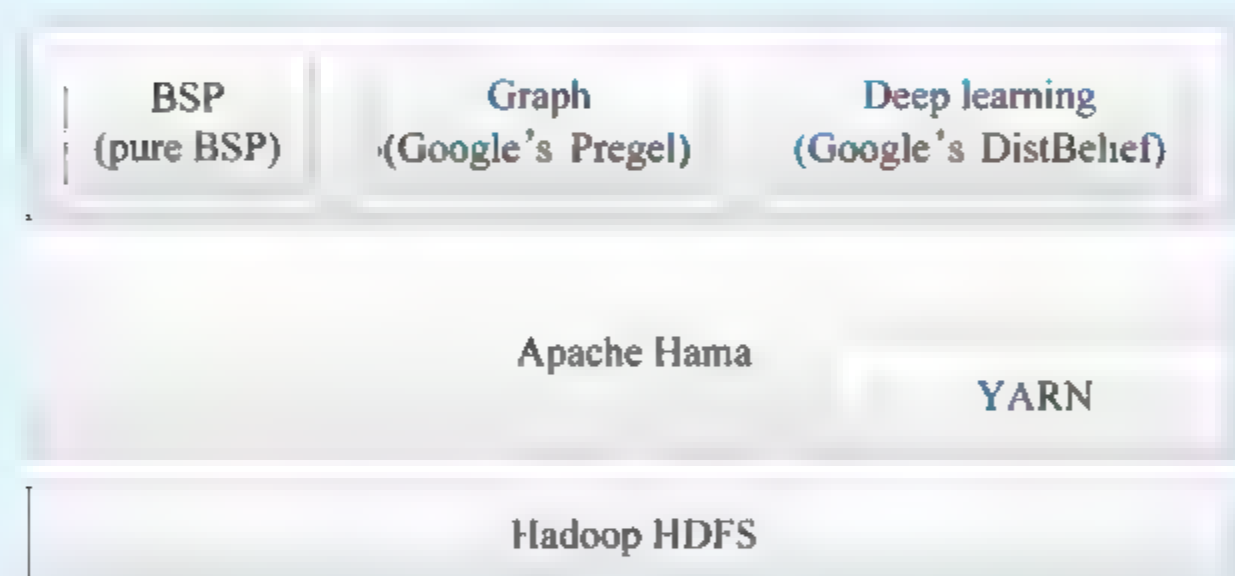 BSP
(pure BSP)
Graph
(Google's Pregel)
Deep learning
(Google's DistBelief)
Apache Hama
YARN
Hadoop HDFS